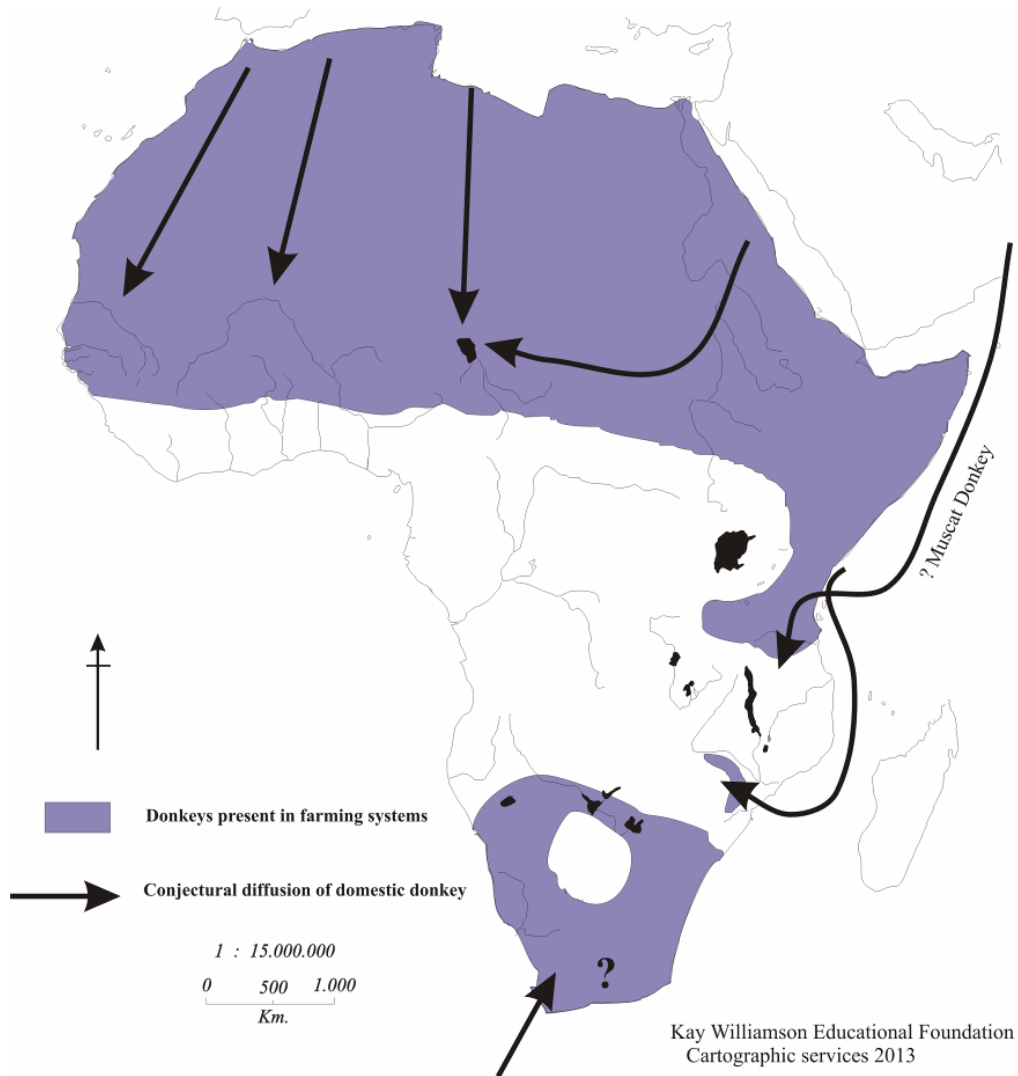 ? Muscat Donkey
Donkeys present in farming systems
Conjectural diffusion of domestic donkey
1 : 15.000.000
0 500 1.000
Km.
?
Kay Williamson Educational Foundation
Cartographic services 2013